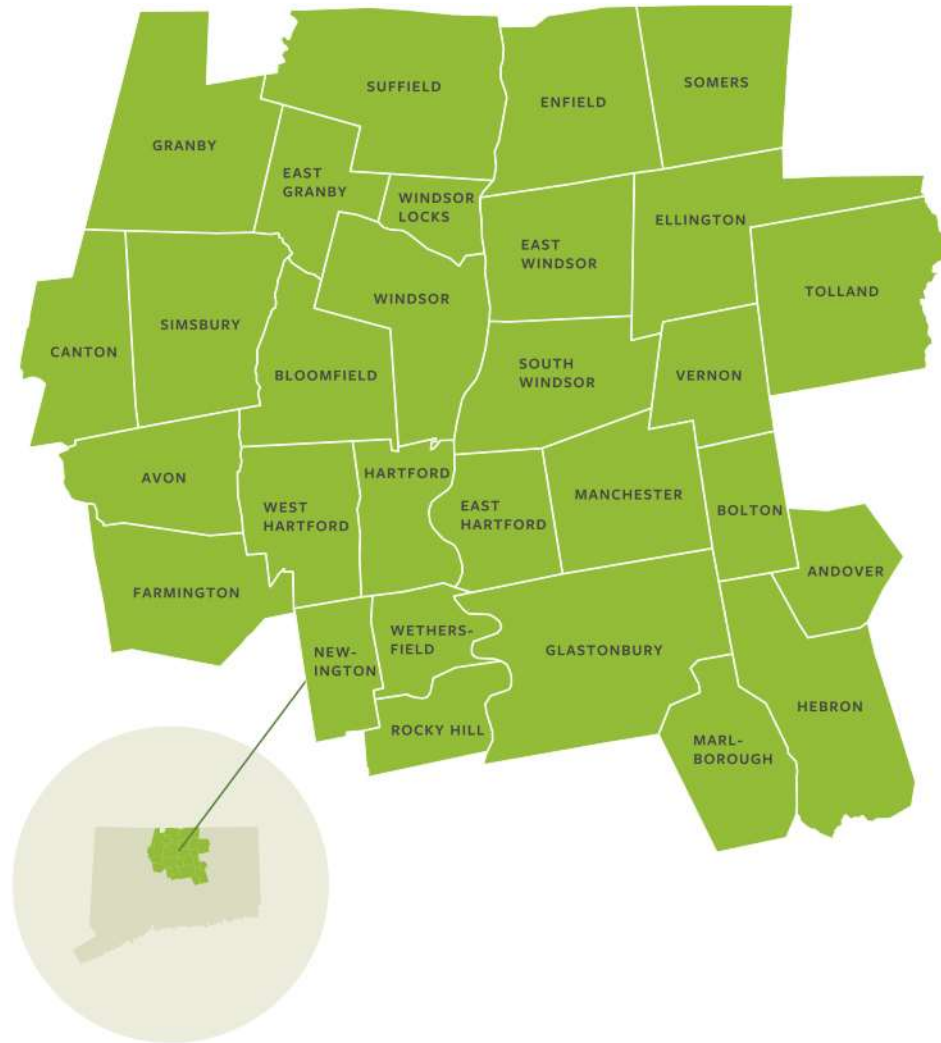 SUFFIELD
ENFIELD
SOMERS
GRANBY
EAST
GRANBY
WINDSOR
LOCKS
ELLINGTON
EAST
WINDSOR
TOLLAND
WINDSOR
SIMSBURY
CANTON
BLOOMFIELD
SOUTH
WINDSOR
VERNON
AVON
HARTFORD
WEST
HARTFORD
EAST
HARTFORD
MANCHESTER
BOLTON
ANDOVER
FARMINGTON
NEW-
INGTON
WETHERS-
FIELD
GLASTONBURY
HEBRON
ROCKY HILL
MARL-
BOROUGH